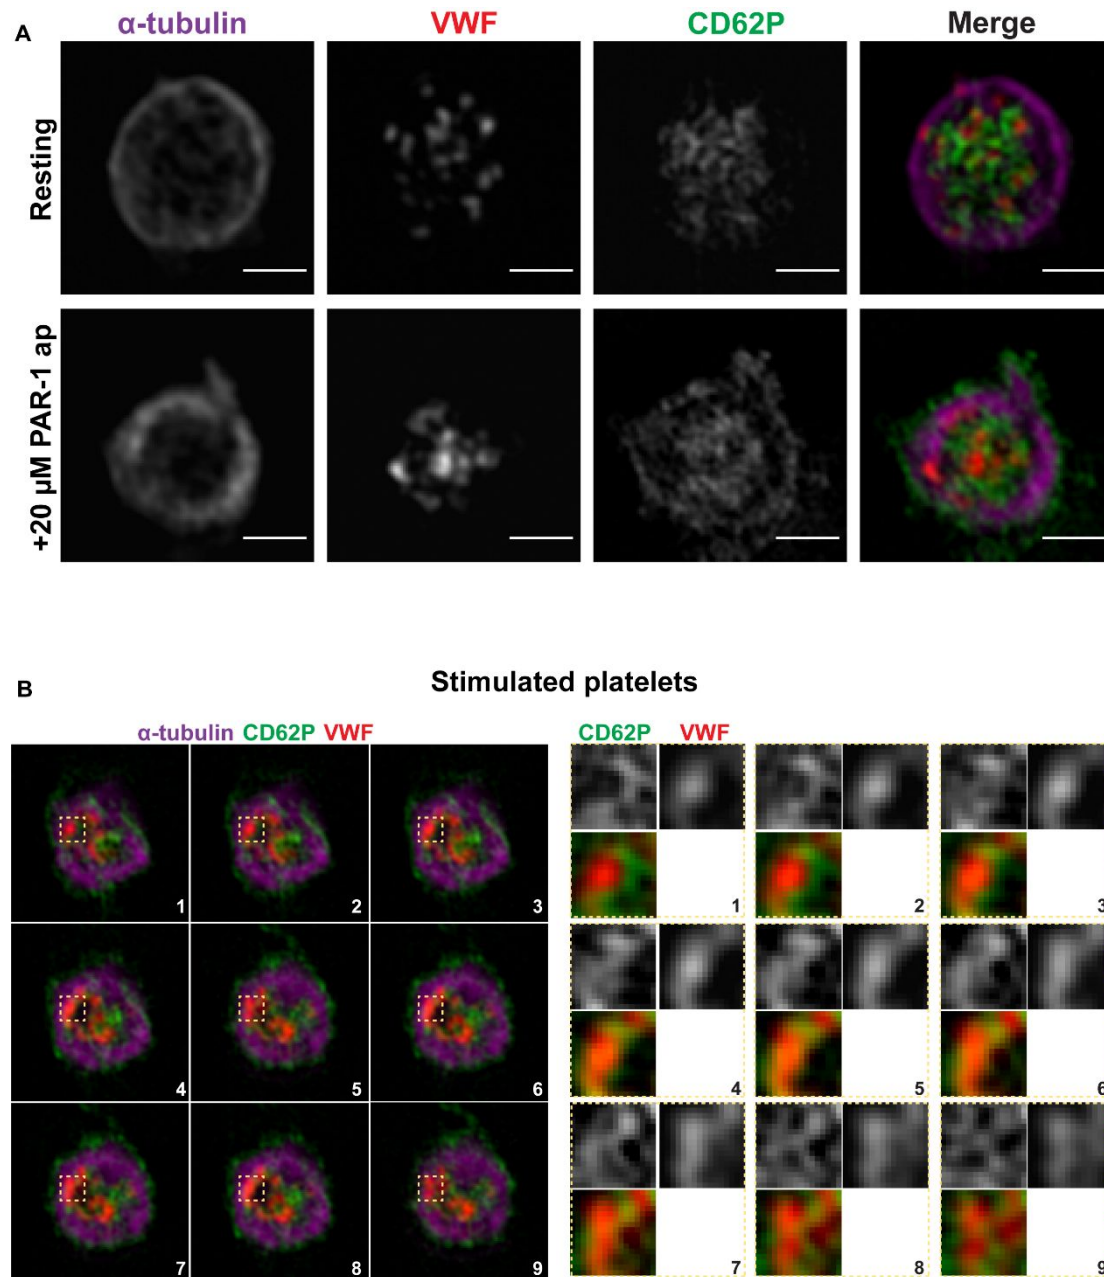 A
α-tubulin VWF CD62P Merge
Resting
+20 μM PAR-1 ap
B
Stimulated platelets
α-tubulin CD62P VWF
CD62P VWF
1 2 3
1 2 3
4 5 6
4 5 6
7 8 9
7 8 9